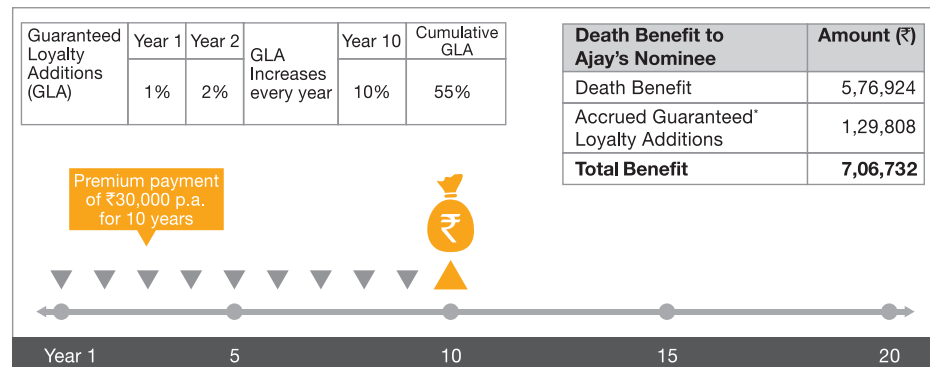 Guaranteed
Loyalty
Additions
(GLA)
Year 1
Year 2
GLA
Increases
every year
Year 10
Cumulative
GLA
1%
2%
10%
55%
Death Benefit to
Ajay's Nominee
Amount (₹)
Death Benefit
5,76,924
Accrued Guaranteed*
Loyalty Additions
1,29,808
Total Benefit
7,06,732
Premium payment
of ₹30,000 p.a.
for 10 years
₹
Year 1
5
10
15
20